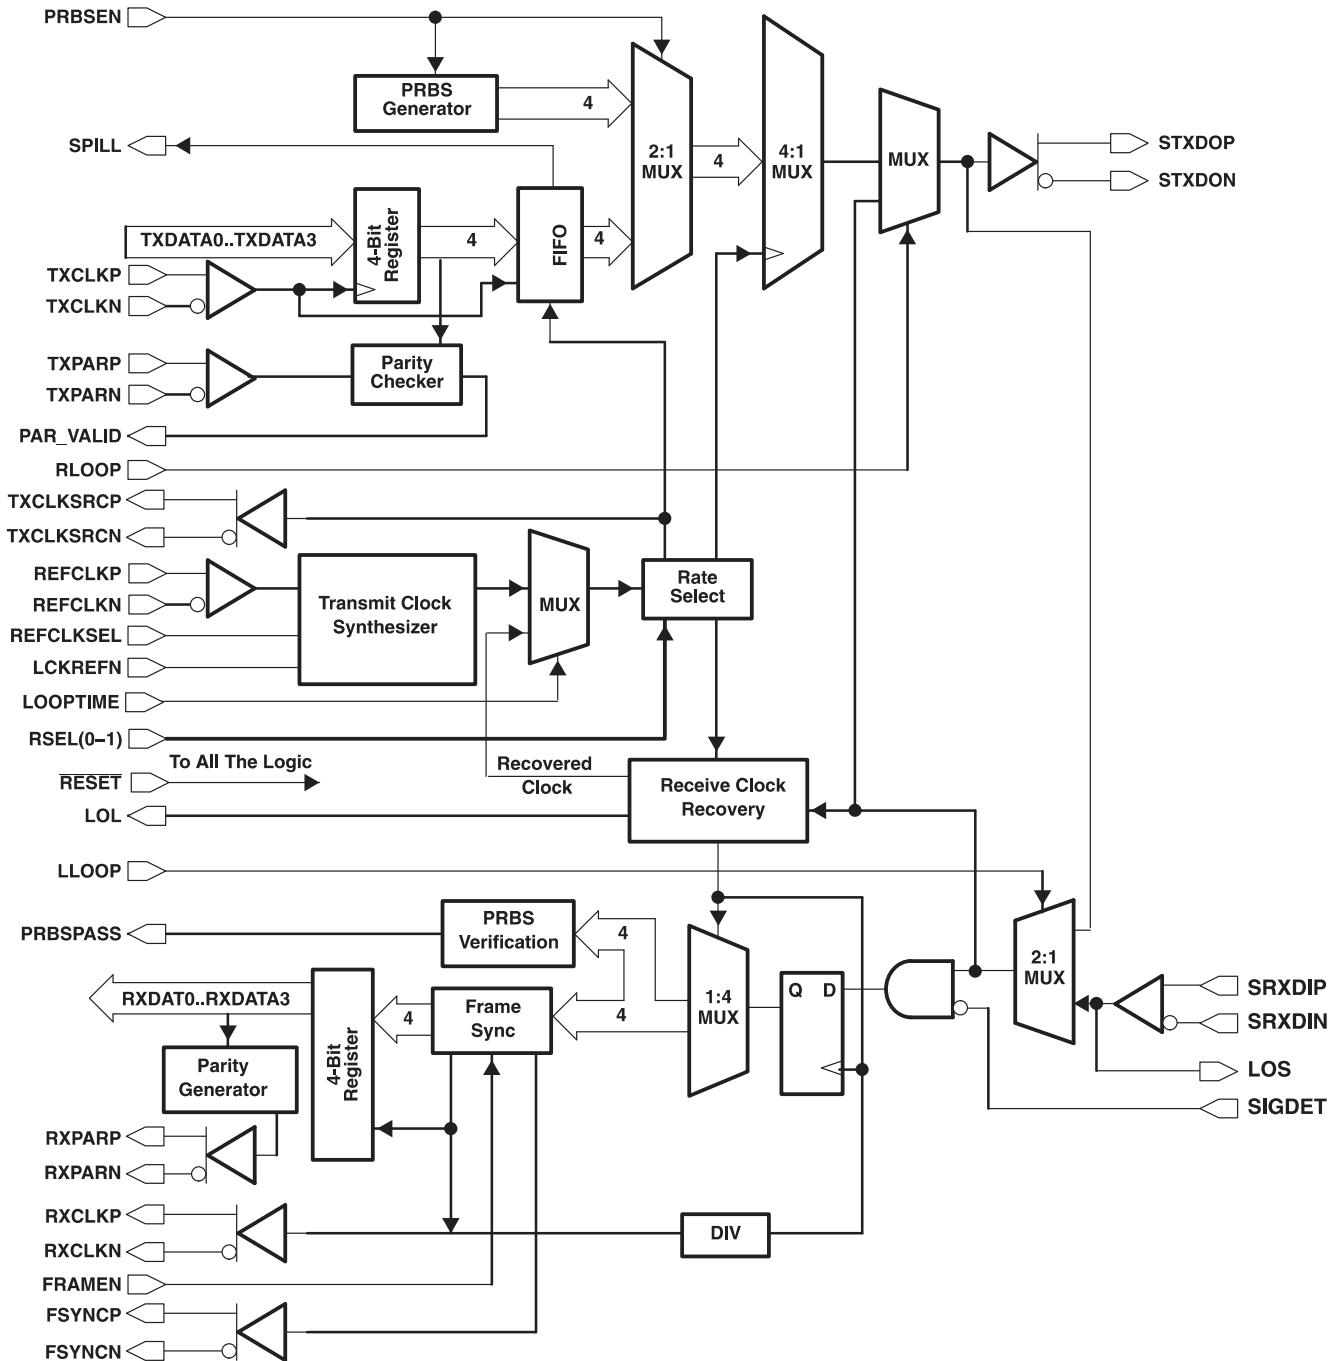 PRBSEN
PRBS
Generator
4
SPILL
2:1
MUX
4
4:1
MUX
MUX
STXDOP
STXDON
TXDATA0..TXDATA3
4-Bit
Register
4
FIFO
4
TXCLKP
TXCLKN
TXPARP
TXPARN
Parity
Checker
PAR_VALID
RLOOP
TXCLKSRCP
TXCLKSRCN
REFCLKP
REFCLKN
REFCLKSEL
LCKREFN
Transmit Clock
Synthesizer
MUX
Rate
Select
LOOPTIME
RSEL(0–1)
RESET
To All The Logic
Recovered
Clock
Receive Clock
Recovery
LOL
LLOOP
PRBSPASS
PRBS
Verification
4
2:1
MUX
RXDAT0..RXDATA3
4-Bit
Register
4
Frame
Sync
4
1:4
MUX
Q D
SRXDIP
SRXDIN
LOS
SIGDET
Parity
Generator
RXPARP
RXPARN
RXCLKP
RXCLKN
DIV
FRAMEN
FSYNCP
FSYNCN